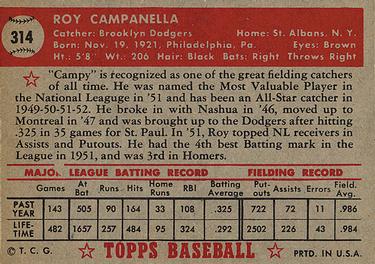 314
ROY CAMPANELLA
Catcher: Brooklyn Dodgers Home: St. Albans, N. Y.
Born: Nov. 19, 1921, Philadelphia, Pa. Eyes: Brown
Ht.: 5'8" Wt.: 206 Hair: Black Bats: Right Throws Right
"Campy" is recognized as one of the great fielding catchers
of all time. He was named the Most Valuable Player in
the National League in '51 and has been an All-Star catcher in
1949-50-51-52. He broke in with Nashua in '46, moved up to
Montreal in '47 and was brought up to the Dodgers after hitting
.325 in 35 games for St. Paul. In '51, Roy topped NL receivers in
Assists and Putouts. He had the 4th best Batting mark in the
League in 1951, and was 3rd in Homers.
MAJOR LEAGUE BATTING RECORD FIELDING RECORD
Games At Bat Runs Hits Home Runs RBI Batting Average Put-outs Assists Errors Field. Avg.
PAST YEAR 143 505 90 164 33 108 .325 722 72 11 .986
LIFE-TIME 482 1657 257 484 95 324 .292 2502 226 43 .984
© T. C. G. TOPPS BASEBALL PRTD. IN U.S.A.